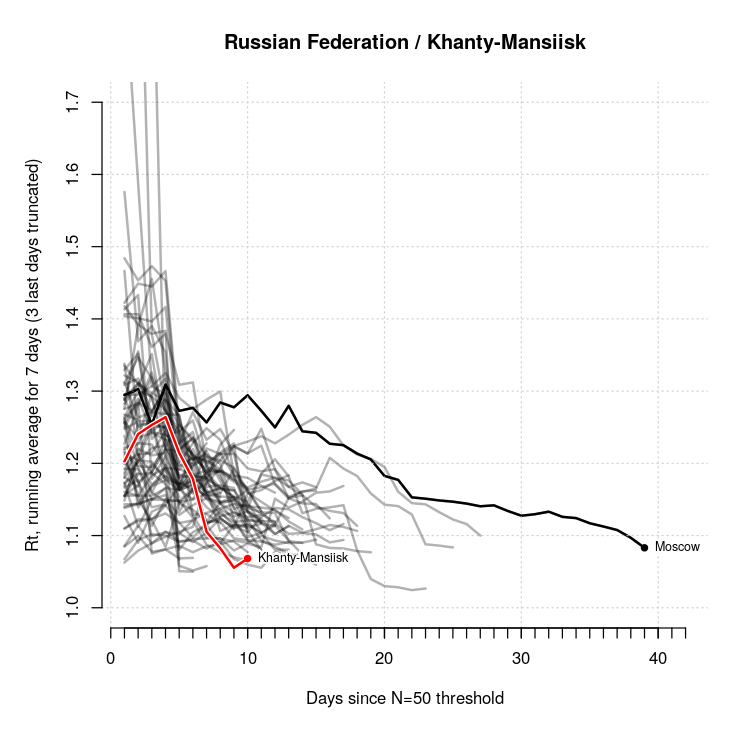 Russian Federation / Khanty-Mansiisk
Rt, running average for 7 days (3 last days truncated)
1.7
1.6
1.5
1.4
1.3
1.2
1.1
1.0
Moscow
Khanty-Mansiisk
0 10 20 30 40
Days since N=50 threshold